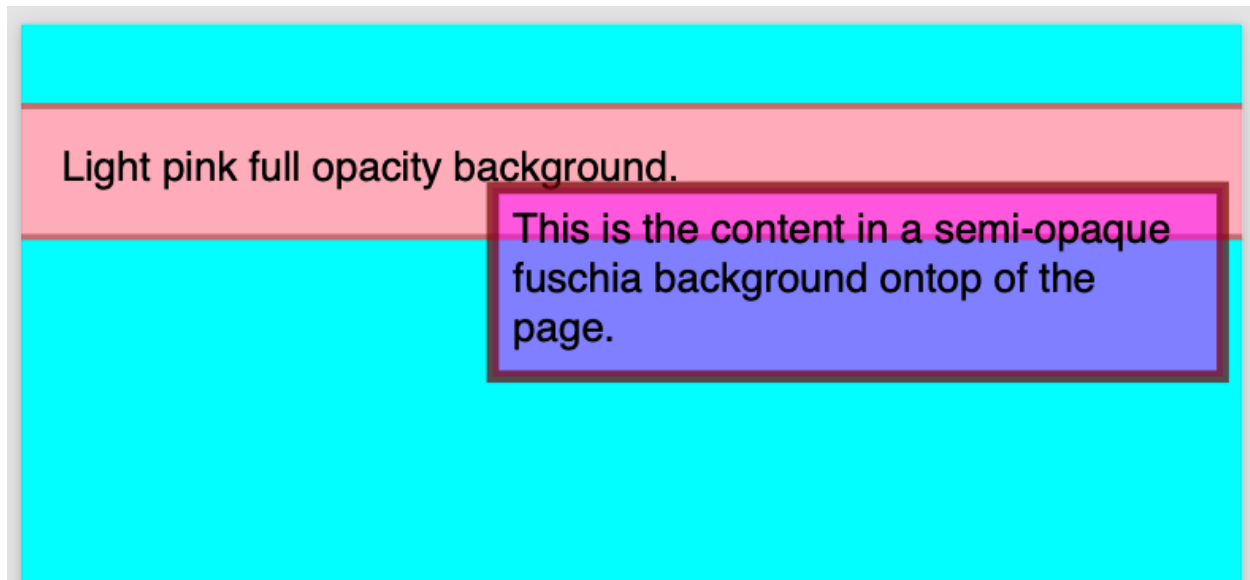 Light pink full opacity background.
This is the content in a semi-opaque
fuschia background ontop of the
page.